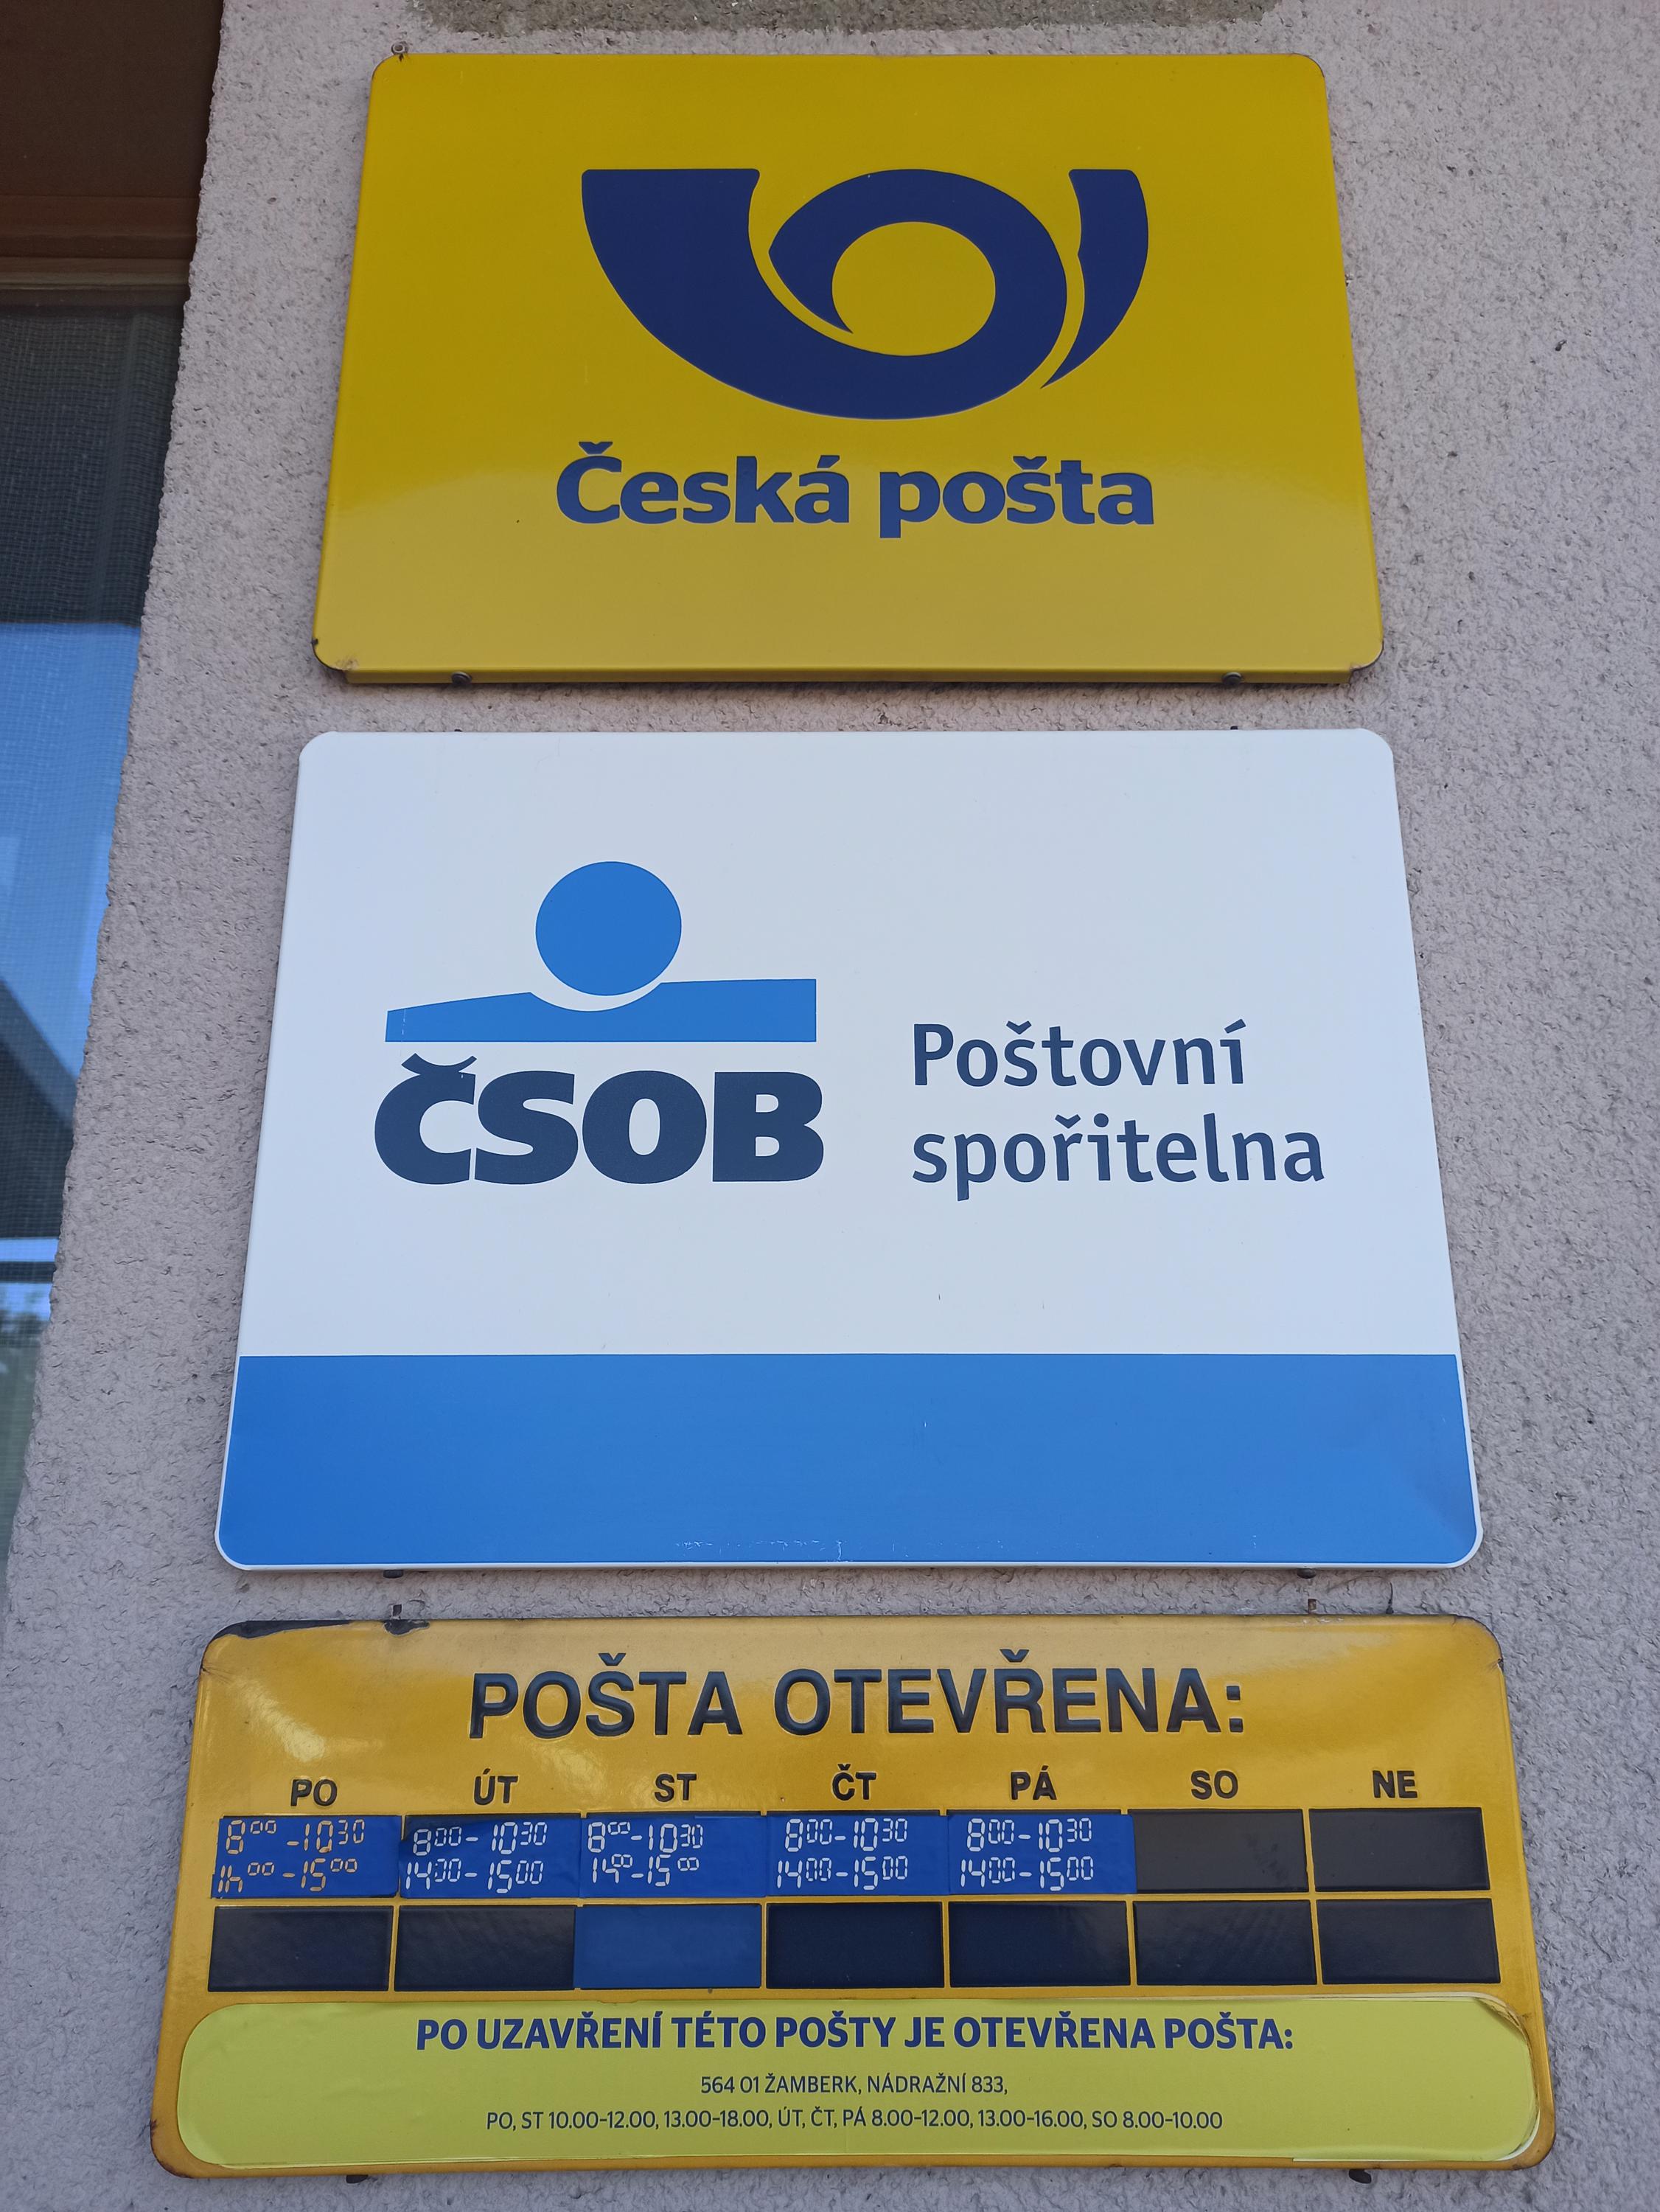 Česká pošta
ČSOB
Poštovní
spořitelna
POŠTA OTEVŘENA:
PO ÚT ST ČT PÁ SO NE
8⁰⁰-10³⁰ 8⁰⁰-10³⁰ 8⁰⁰-10³⁰ 8⁰⁰-10³⁰ 8⁰⁰-10³⁰
14⁰⁰-15⁰⁰ 14⁰⁰-15⁰⁰ 14⁰⁰-15⁰⁰ 14⁰⁰-15⁰⁰ 14⁰⁰-15⁰⁰
PO UZAVŘENÍ TÉTO POŠTY JE OTEVŘENA POŠTA:
564 01 ŽAMBERK, NÁDRAŽNÍ 833,
PO, ST 10.00-12.00, 13.00-18.00, ÚT, ČT, PÁ 8.00-12.00, 13.00-16.00, SO 8.00-10.00